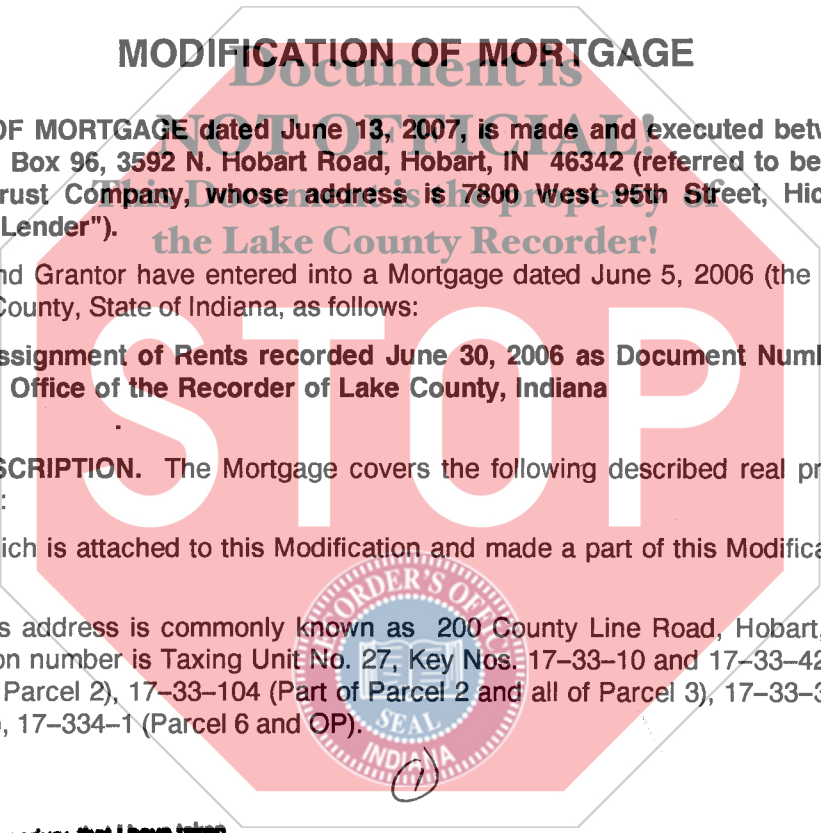 MODIFICATION OF MORTGAGE
Document is
NOT OFFICIAL!
This Document is the property of
the Lake County Recorder!
OF MORTGAGE dated June 13, 2007, is made and executed betw
Box 96, 3592 N. Hobart Road, Hobart, IN 46342 (referred to be
rust Company, whose address is 7800 West 95th Street, Hic
Lender").
nd Grantor have entered into a Mortgage dated June 5, 2006 (the
County, State of Indiana, as follows:
ssignment of Rents recorded June 30, 2006 as Document Num
Office of the Recorder of Lake County, Indiana
STOP
SCRIPTION. The Mortgage covers the following described real pr
:
ich is attached to this Modification and made a part of this Modifica
s address is commonly known as 200 County Line Road, Hobart,
on number is Taxing Unit No. 27, Key Nos. 17–33–10 and 17–33–42
Parcel 2), 17–33–104 (Part of Parcel 2 and all of Parcel 3), 17–33–3
, 17–334–1 (Parcel 6 and OP).
RECORDER'S OFFICE
SEAL
INDIANA
that I have taken